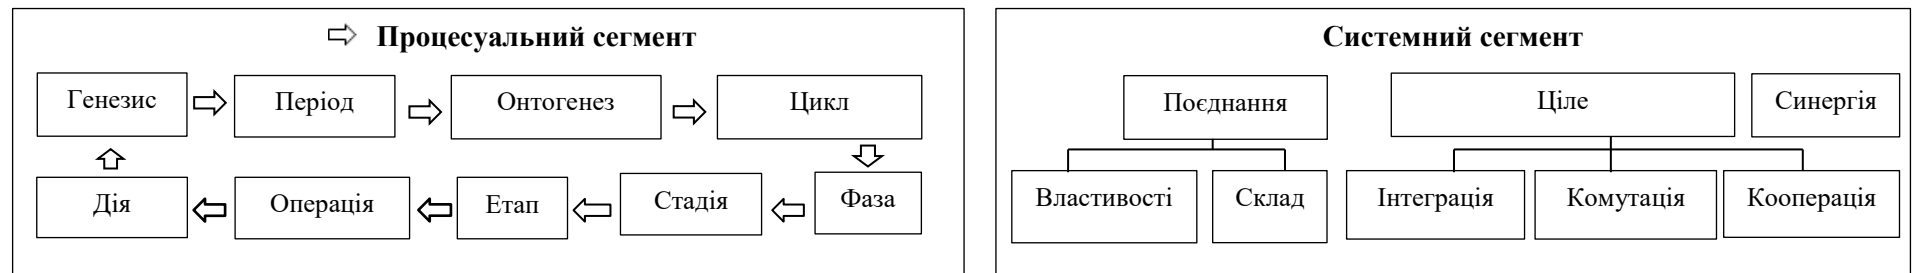 Процесуальний сегмент
Генезис
Період
Онтогенез
Цикл
Дія
Операція
Етап
Стадія
Фаза
Системний сегмент
Поєднання
Ціле
Синергія
Властивості
Склад
Інтеграція
Комутація
Кооперація